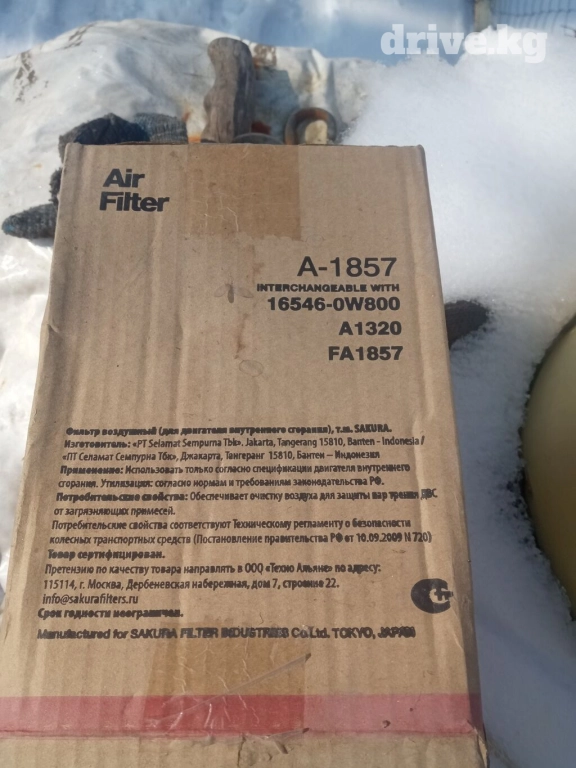 drive.kg
Air
Filter
A-1857
INTERCHANGEABLE WITH
16546-0W800
A1320
FA1857
Фильтр воздушный (для двигателя внутреннего сгорания), т.м. SAKURA.
Изготовитель: «PT Selamat Sempurna Tbk». Jakarta, Tangerang 15810, Banten - Indonesia /
«ПТ Селамат Семпурна Тбк», Джакарта, Тангеранг 15810, Бантен – Индонезия
Применение: Использовать только согласно спецификации двигателя внутреннего
сгорания. Утилизация: согласно нормам и требованиям законодательства РФ.
Потребительские свойства: Обеспечивает очистку воздуха для защиты пар трения ДВС
от загрязняющих примесей.
Потребительские свойства соответствуют Техническому регламенту о безопасности
колесных транспортных средств (Постановление правительства РФ от 10.09.2009 N 720)
Товар сертифицирован.
Претензию по качеству товара направлять в ООО «Техно Альянс» по адресу:
115114, г. Москва, Дербеневская набережная, дом 7, строение 22.
info@sakurafilters.ru
Срок годности неограничен.
Manufactured for SAKURA FILTER INDUSTRIES Co.Ltd. TOKYO, JAPAN